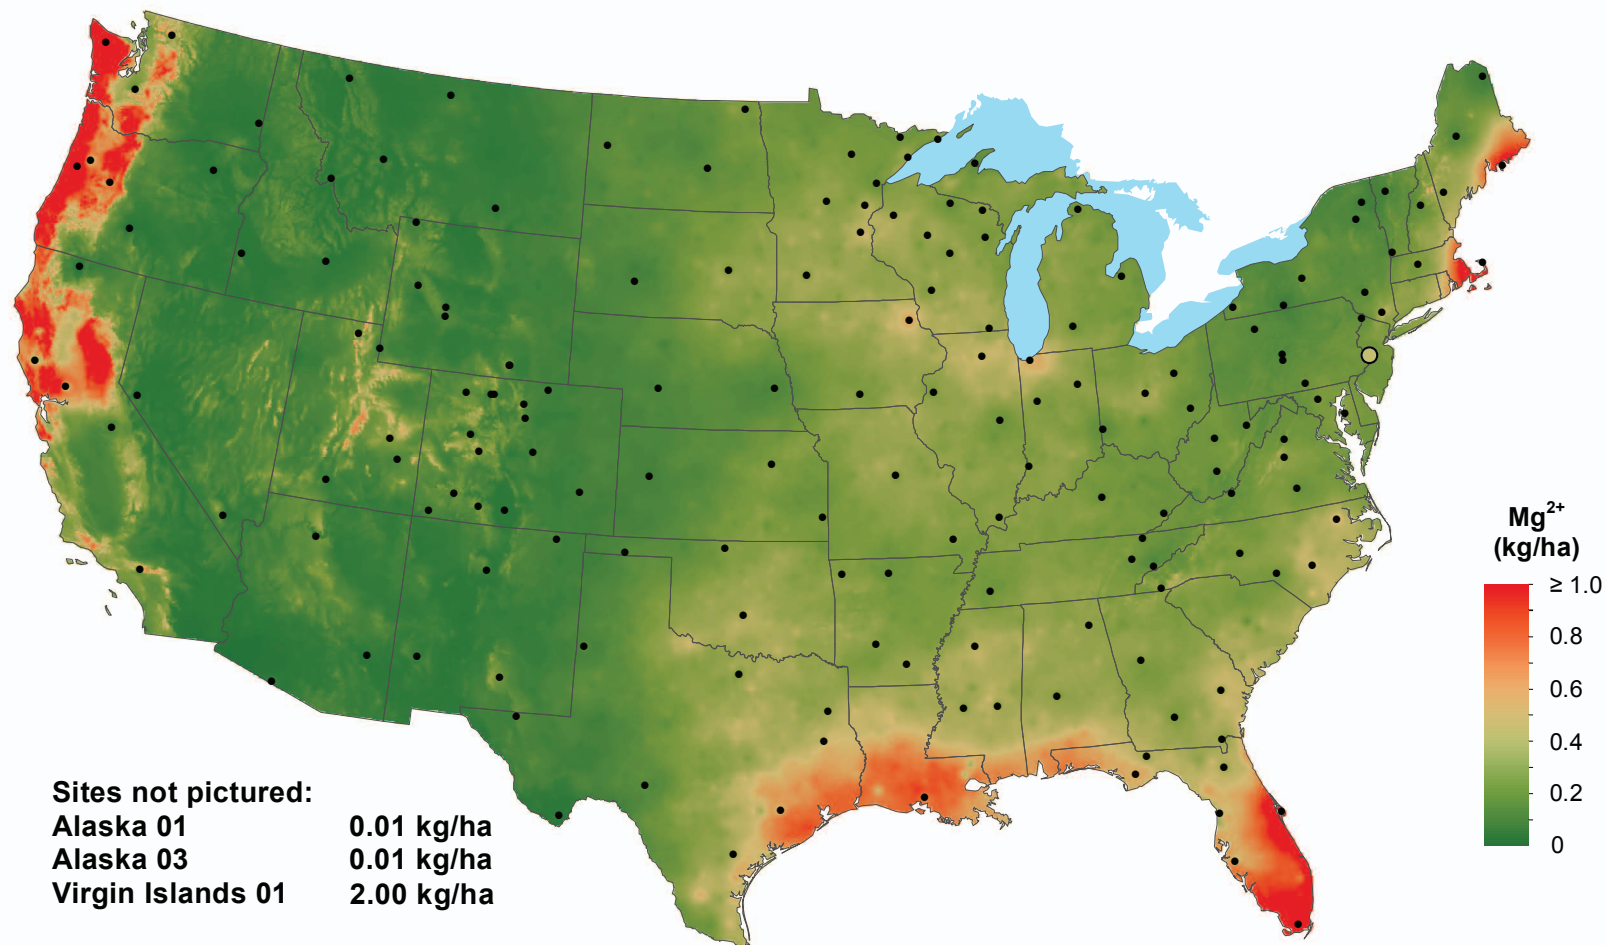 Mg2+
(kg/ha)
≥ 1.0
0.8
0.6
0.4
0.2
0
Sites not pictured:
Alaska 01 0.01 kg/ha
Alaska 03 0.01 kg/ha
Virgin Islands 01 2.00 kg/ha